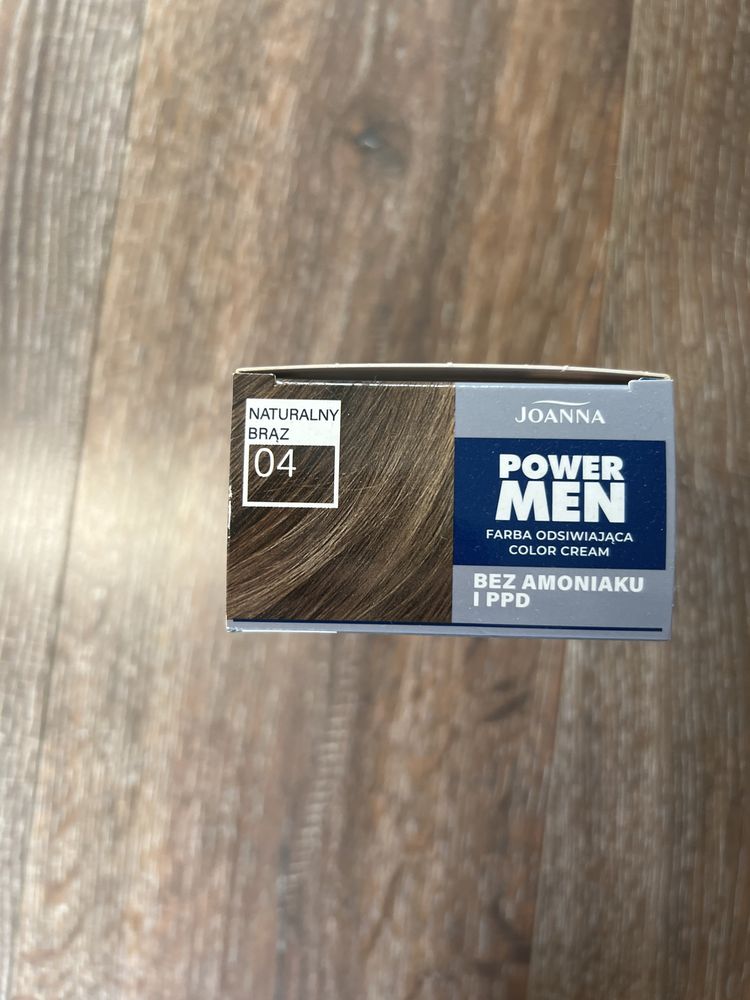 NATURALNY
BRĄZ
04
JOANNA
POWER
MEN
FARBA ODSIWIAJĄCA
COLOR CREAM
BEZ AMONIAKU
I PPD